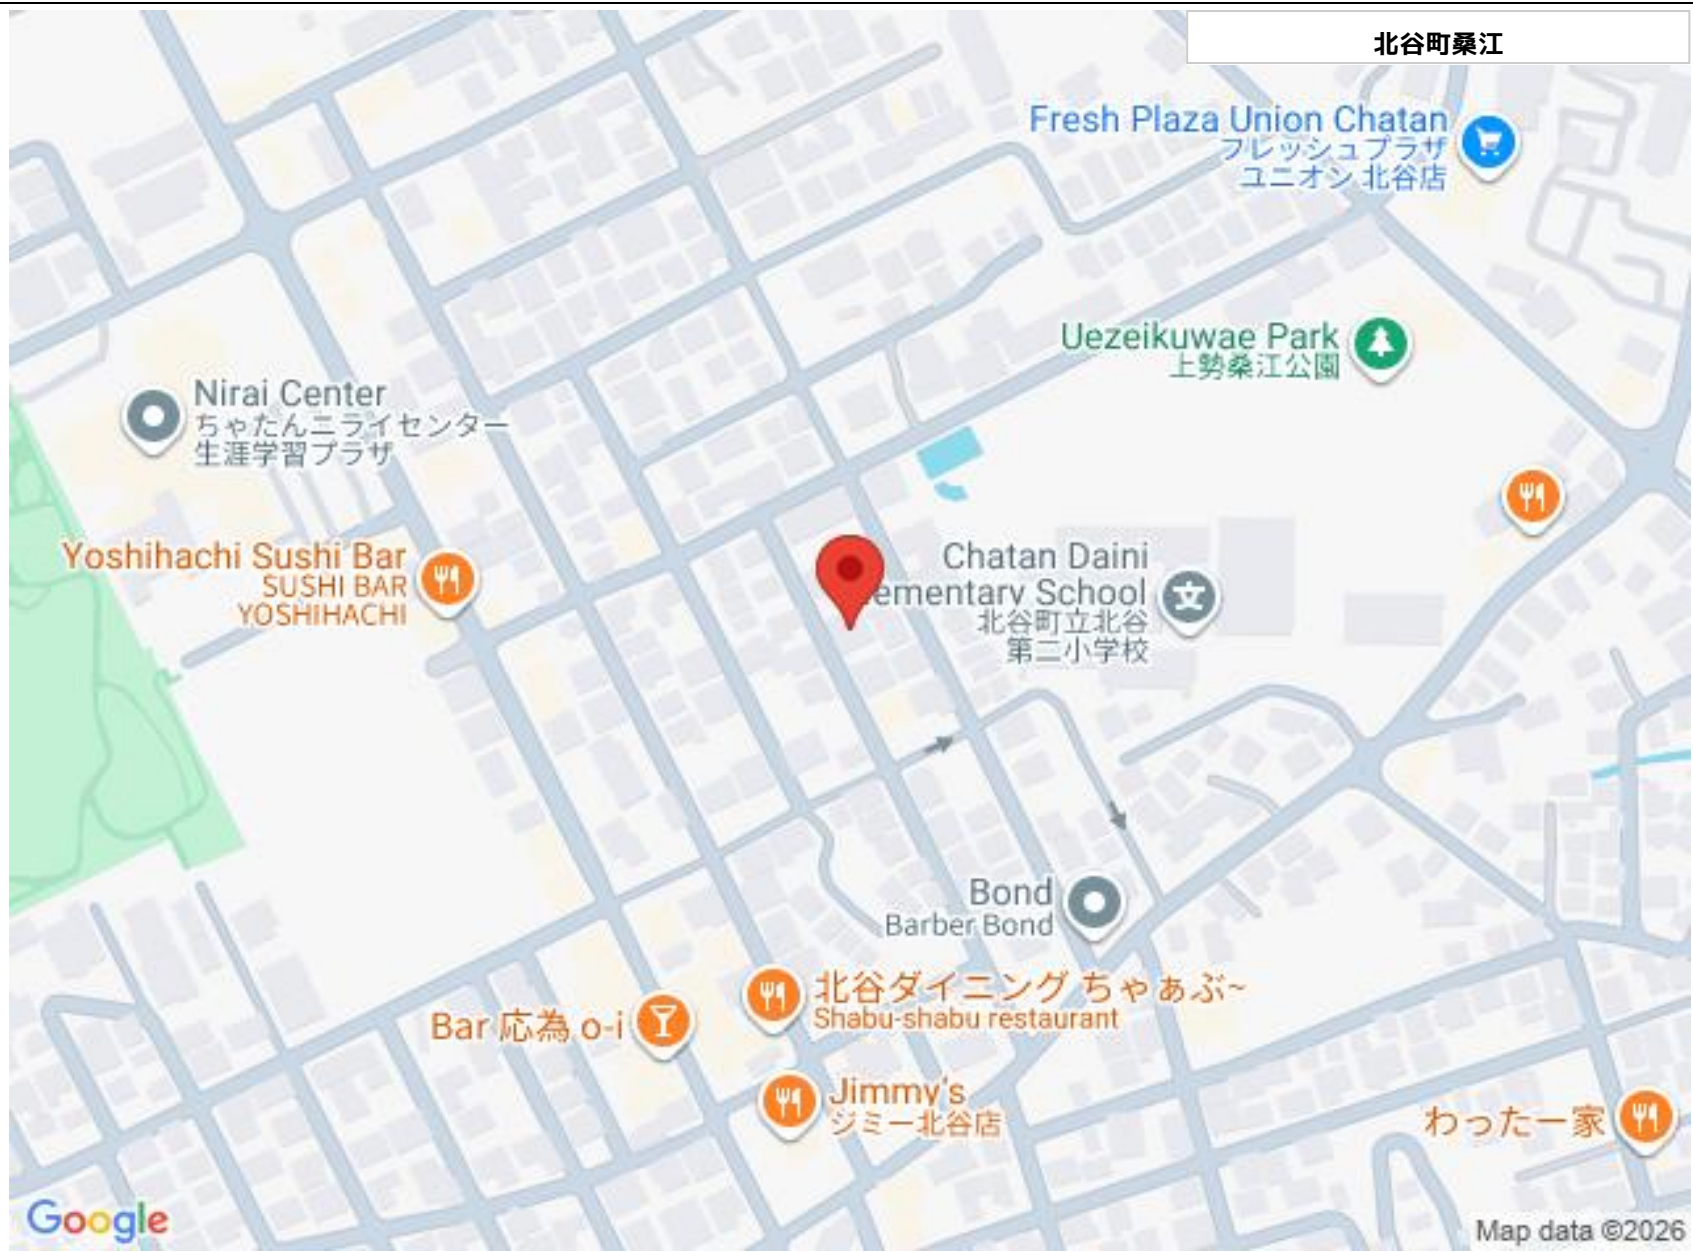 北谷町桑江
Fresh Plaza Union Chatan
フレッシュプラザ
ユニオン 北谷店
Uezeikuwae Park
上勢桑江公園
Nirai Center
ちゃたんニライセンター
生涯学習プラザ
Yoshihachi Sushi Bar
SUSHI BAR
YOSHIHACHI
Chatan Daini
lementary School
北谷町立北谷
第二小学校
文
Bond
Barber Bond
北谷ダイニング ちゃぁぶ~
Shabu-shabu restaurant
Bar 応為 o-i
Jimmy's
ジミー北谷店
わったー家
Google
Map data ©2026